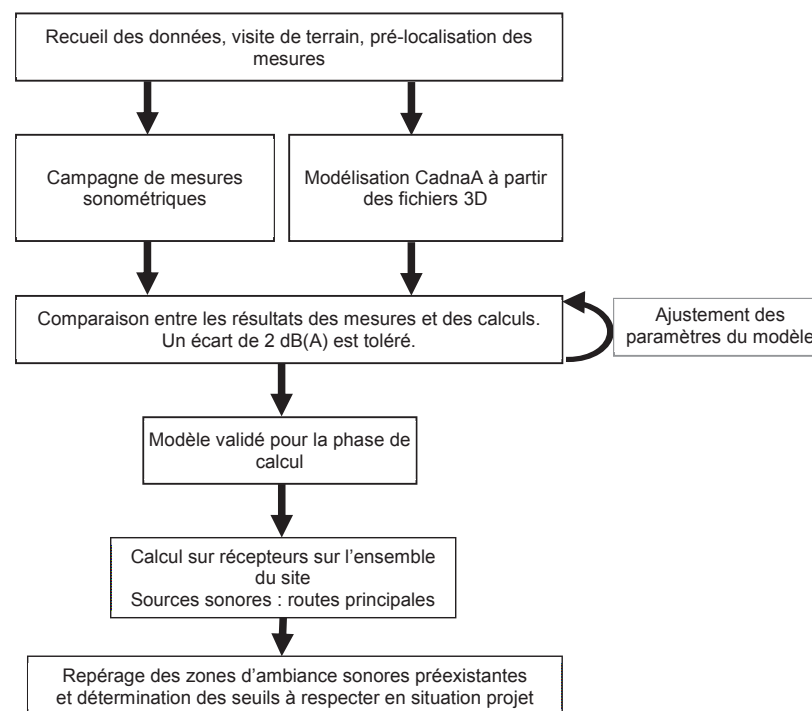 Recueil des données, visite de terrain, pré-localisation des
mesures
Campagne de mesures
sonométriques
Modélisation CadnaA à partir
des fichiers 3D
Comparaison entre les résultats des mesures et des calculs.
Un écart de 2 dB(A) est toléré.
Ajustement des
paramètres du modèle
Modèle validé pour la phase de
calcul
Calcul sur récepteurs sur l'ensemble
du site
Sources sonores : routes principales
Repérage des zones d'ambiance sonores préexistantes
et détermination des seuils à respecter en situation projet